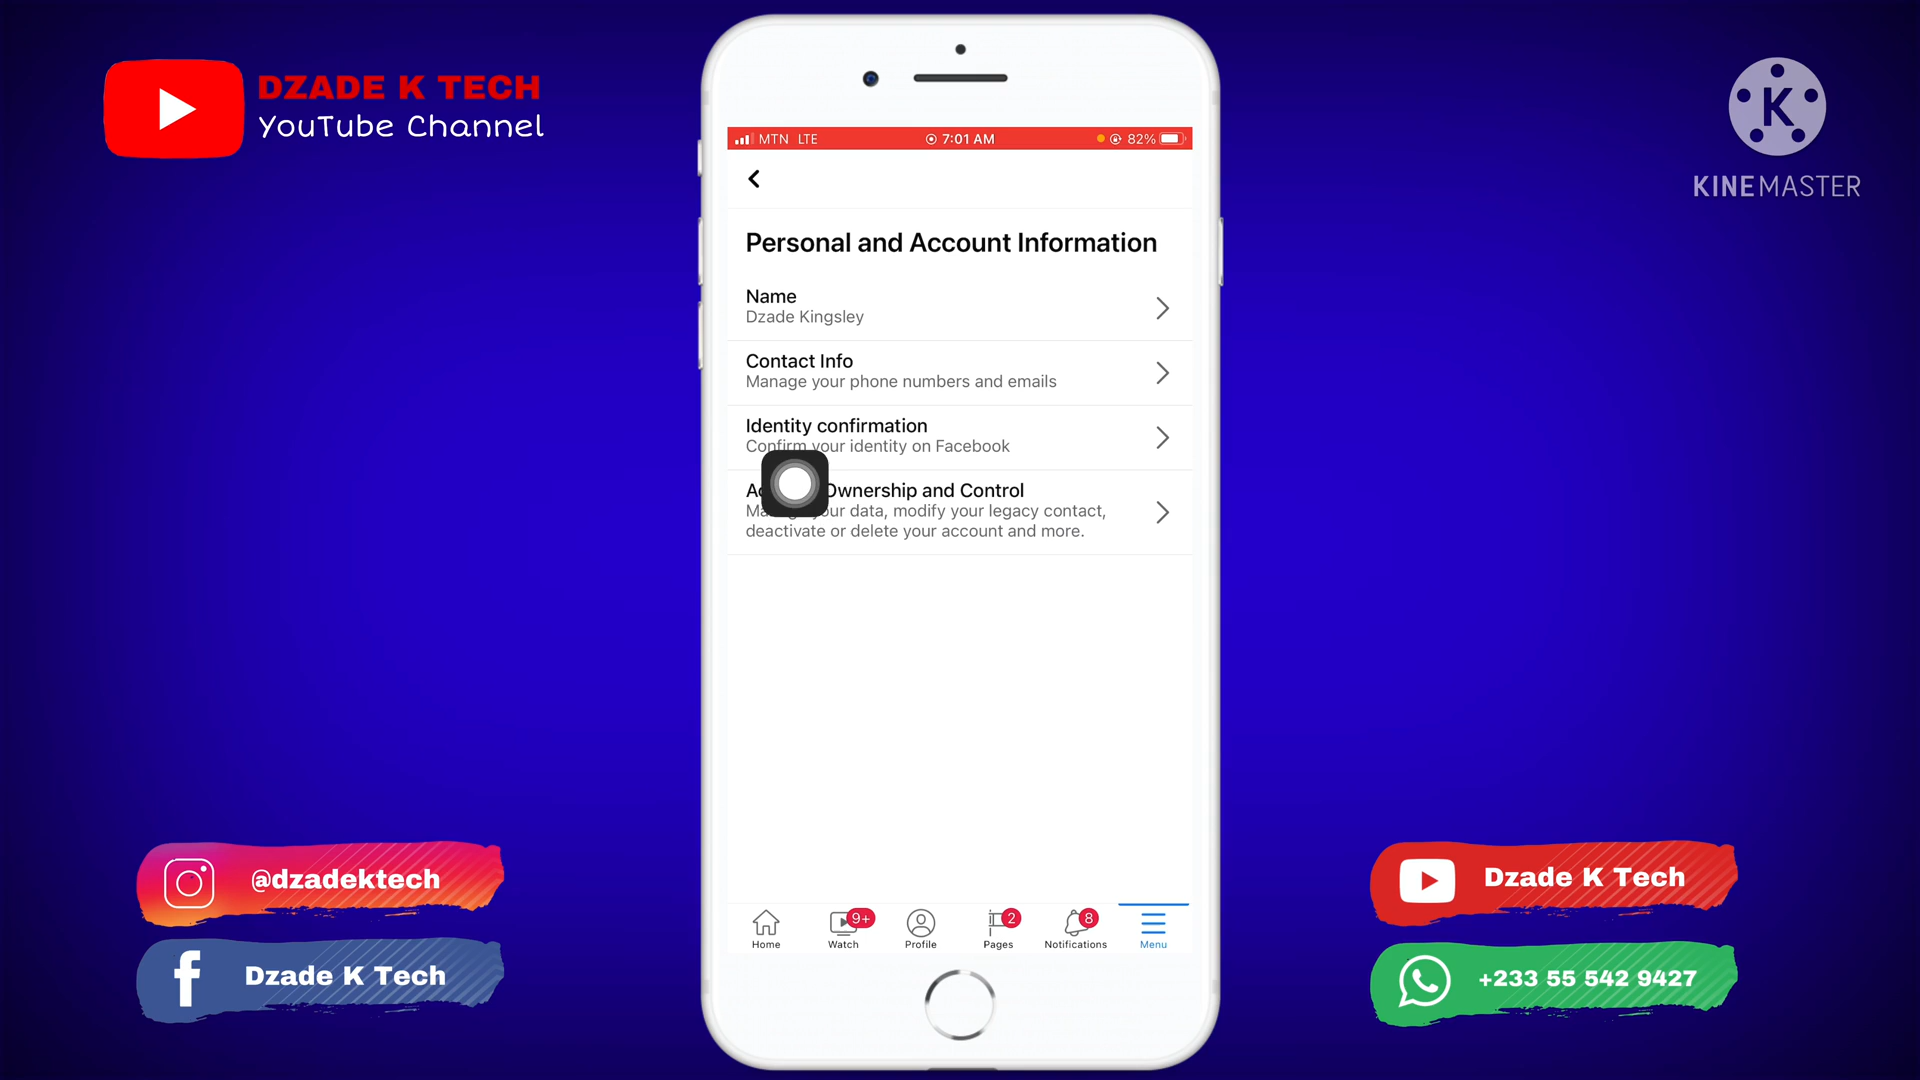 DZADE K TECH
YouTube Channel
K
KINEMASTER
MTN LTE 7:01 AM 82%
Personal and Account Information
Name
Dzade Kingsley
Contact Info
Manage your phone numbers and emails
Identity confirmation
Confirm your identity on Facebook
Ownership and Control
your data, modify your legacy contact,
deactivate or delete your account and more.
9+ 2 8
Home Watch Profile Pages Notifications Menu
@dzadektech
Dzade K Tech
Dzade K Tech
+233 55 542 9427